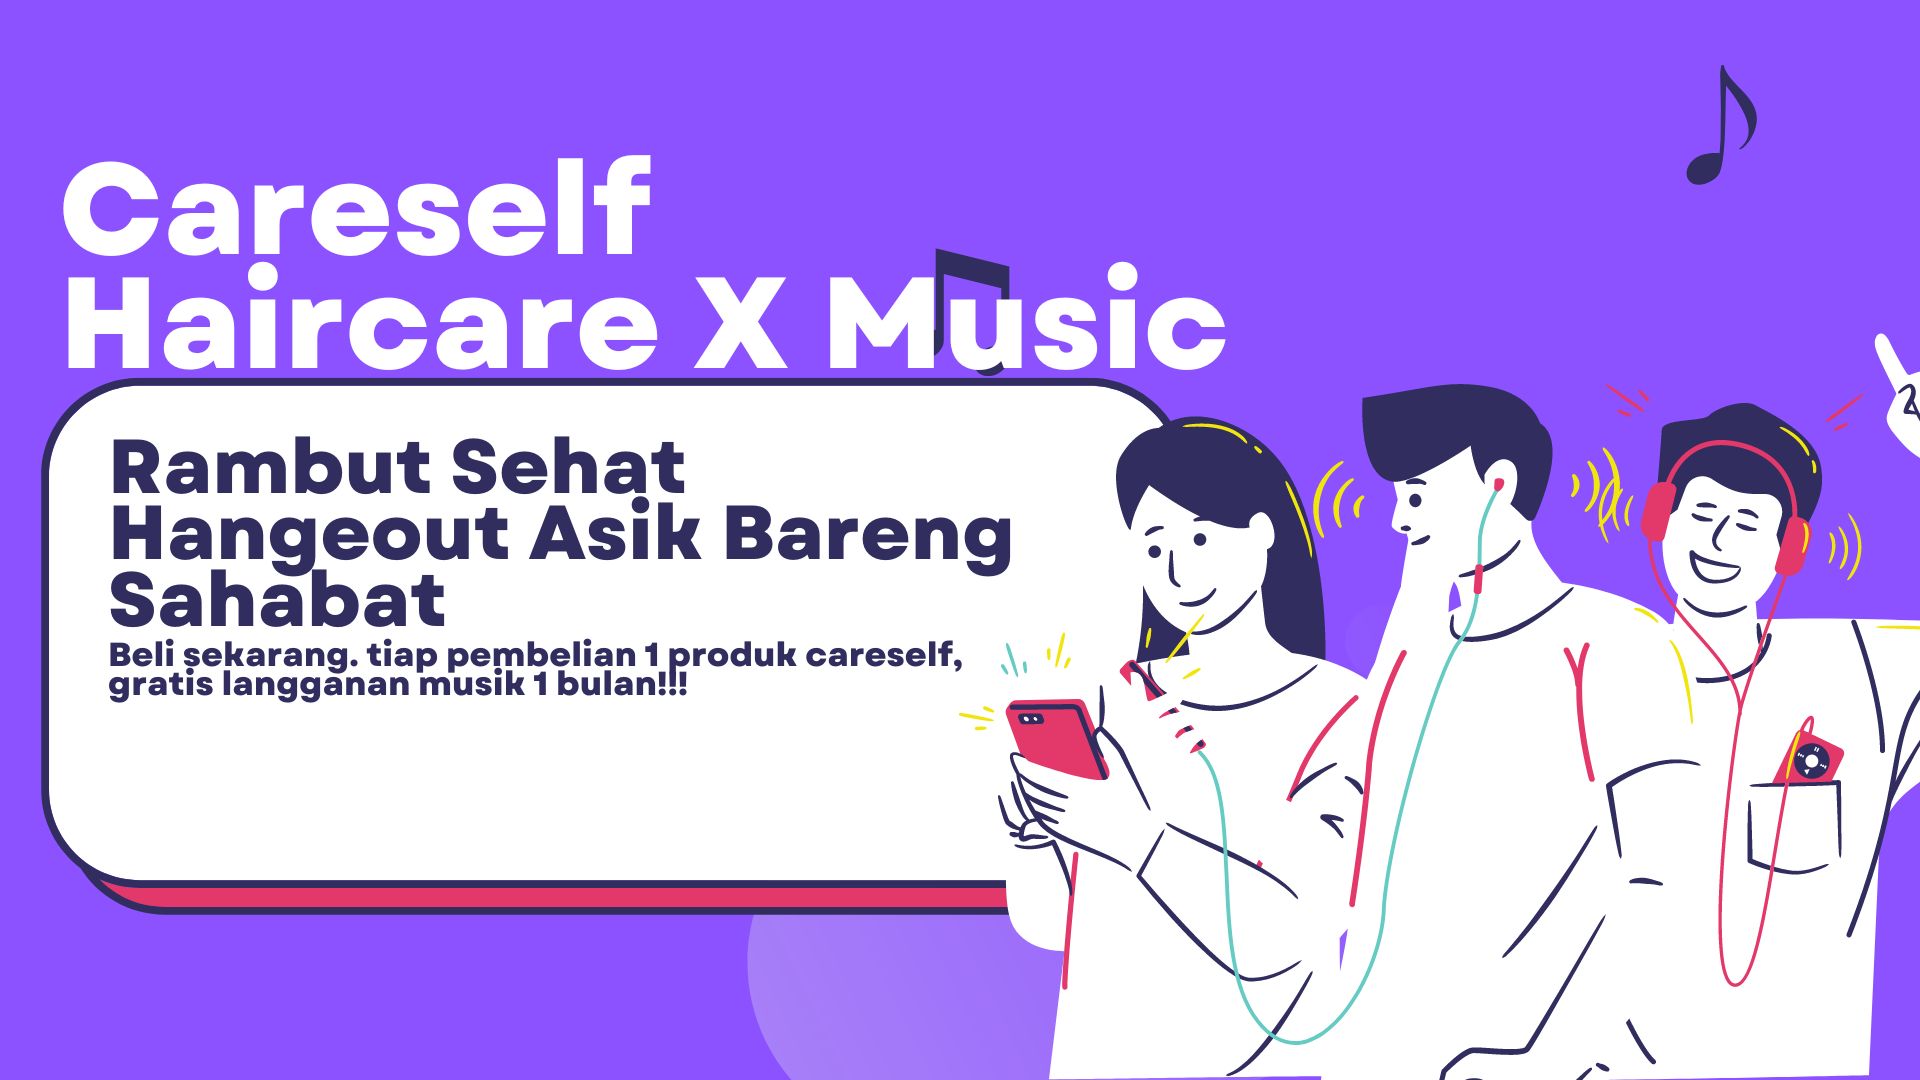 Careself
Haircare X Music
Rambut Sehat
Hangeout Asik Bareng
Sahabat
Beli sekarang. tiap pembelian 1 produk careself,
gratis langganan musik 1 bulan!!!